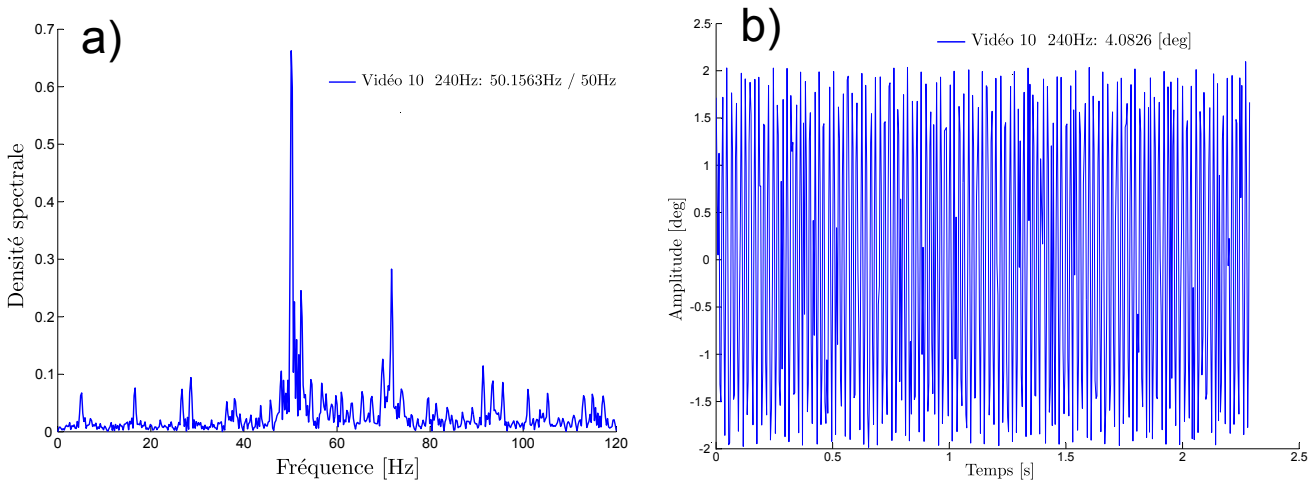 a)
Vidéo 10 240Hz: 50.1563Hz / 50Hz
Densité spectrale
0.7
0.6
0.5
0.4
0.3
0.2
0.1
0
0 20 40 60 80 100 120
Fréquence [Hz]
b)
Vidéo 10 240Hz: 4.0826 [deg]
Amplitude [deg]
2.5
2
1.5
1
0.5
0
-0.5
-1
-1.5
-2
0 0.5 1 1.5 2 2.5
Temps [s]